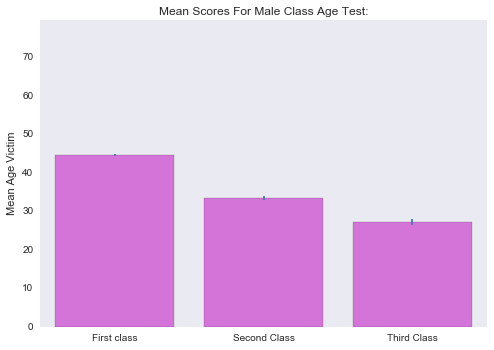 Mean Scores For Male Class Age Test:
Mean Age Victim
70
60
50
40
30
20
10
0
First class
Second Class
Third Class